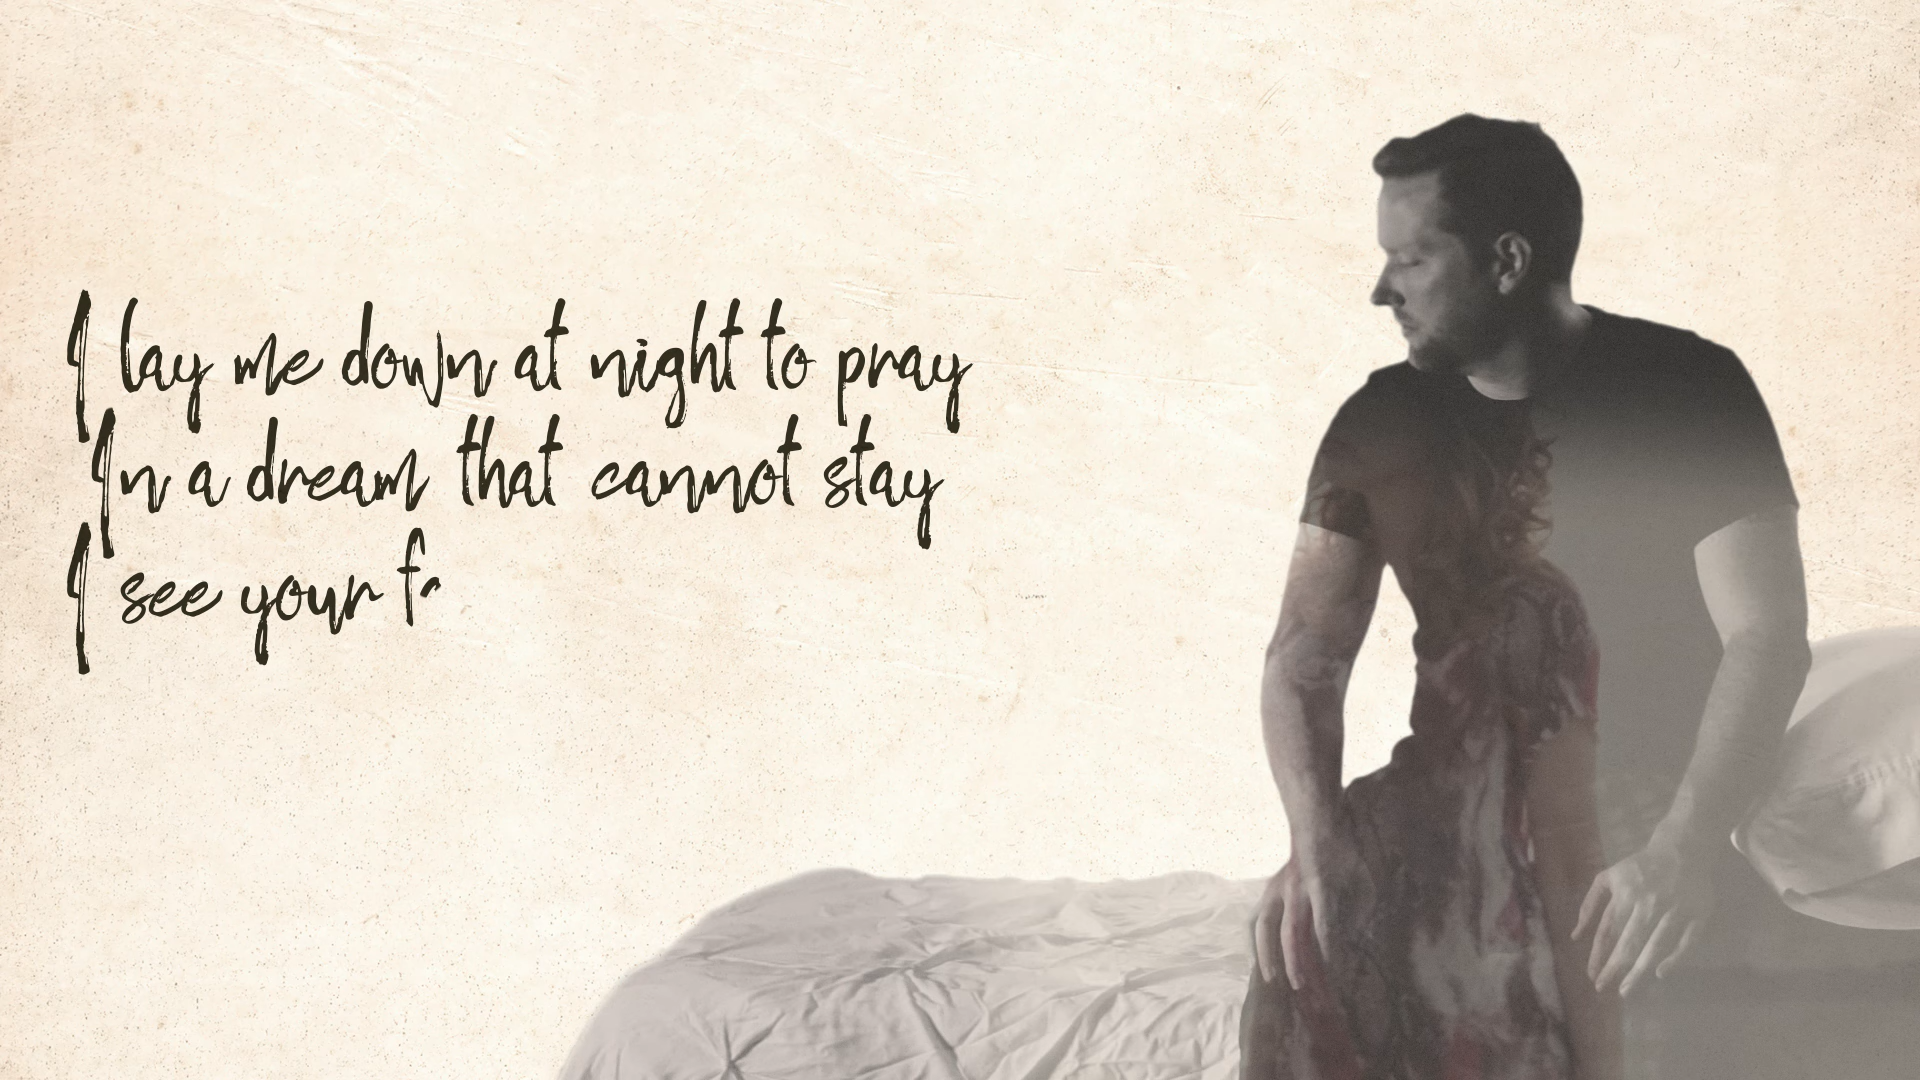 I lay me down at night to pray
In a dream that cannot stay
I see your f